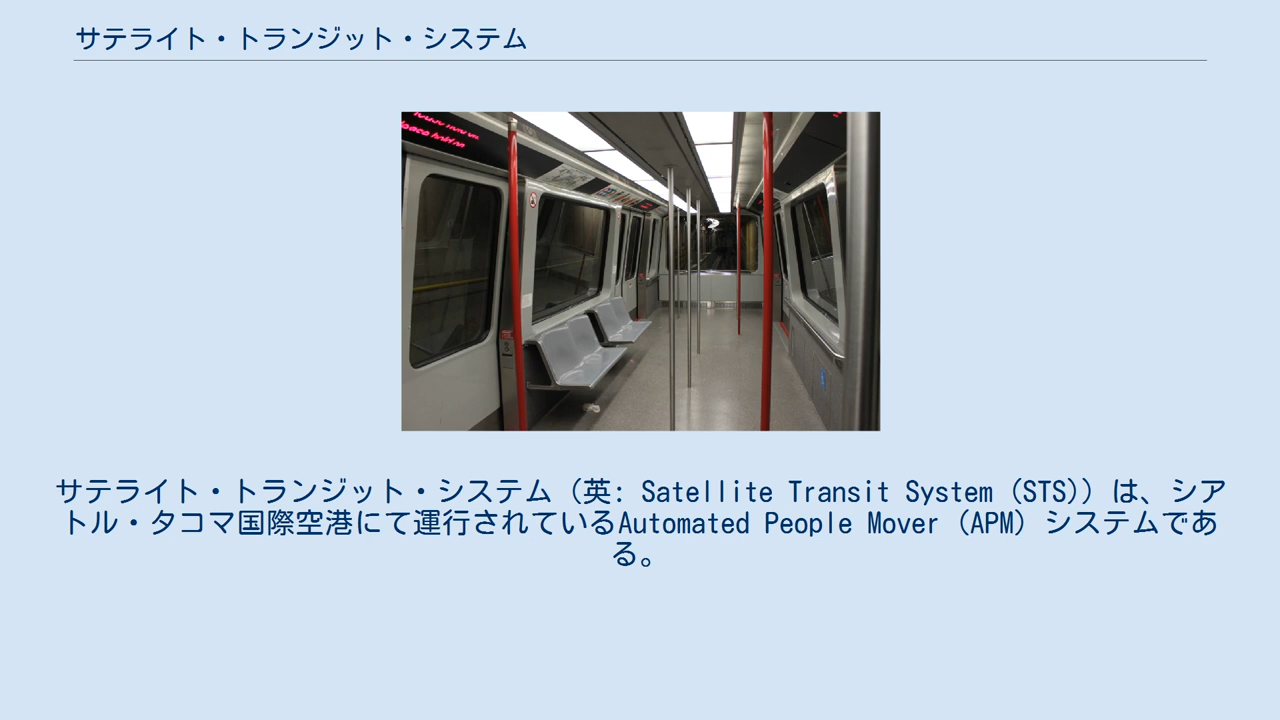 サテライト・トランジット・システム
サテライト・トランジット・システム（英: Satellite Transit System (STS)）は、シア
トル・タコマ国際空港にて運行されているAutomated People Mover (APM) システムであ
る。